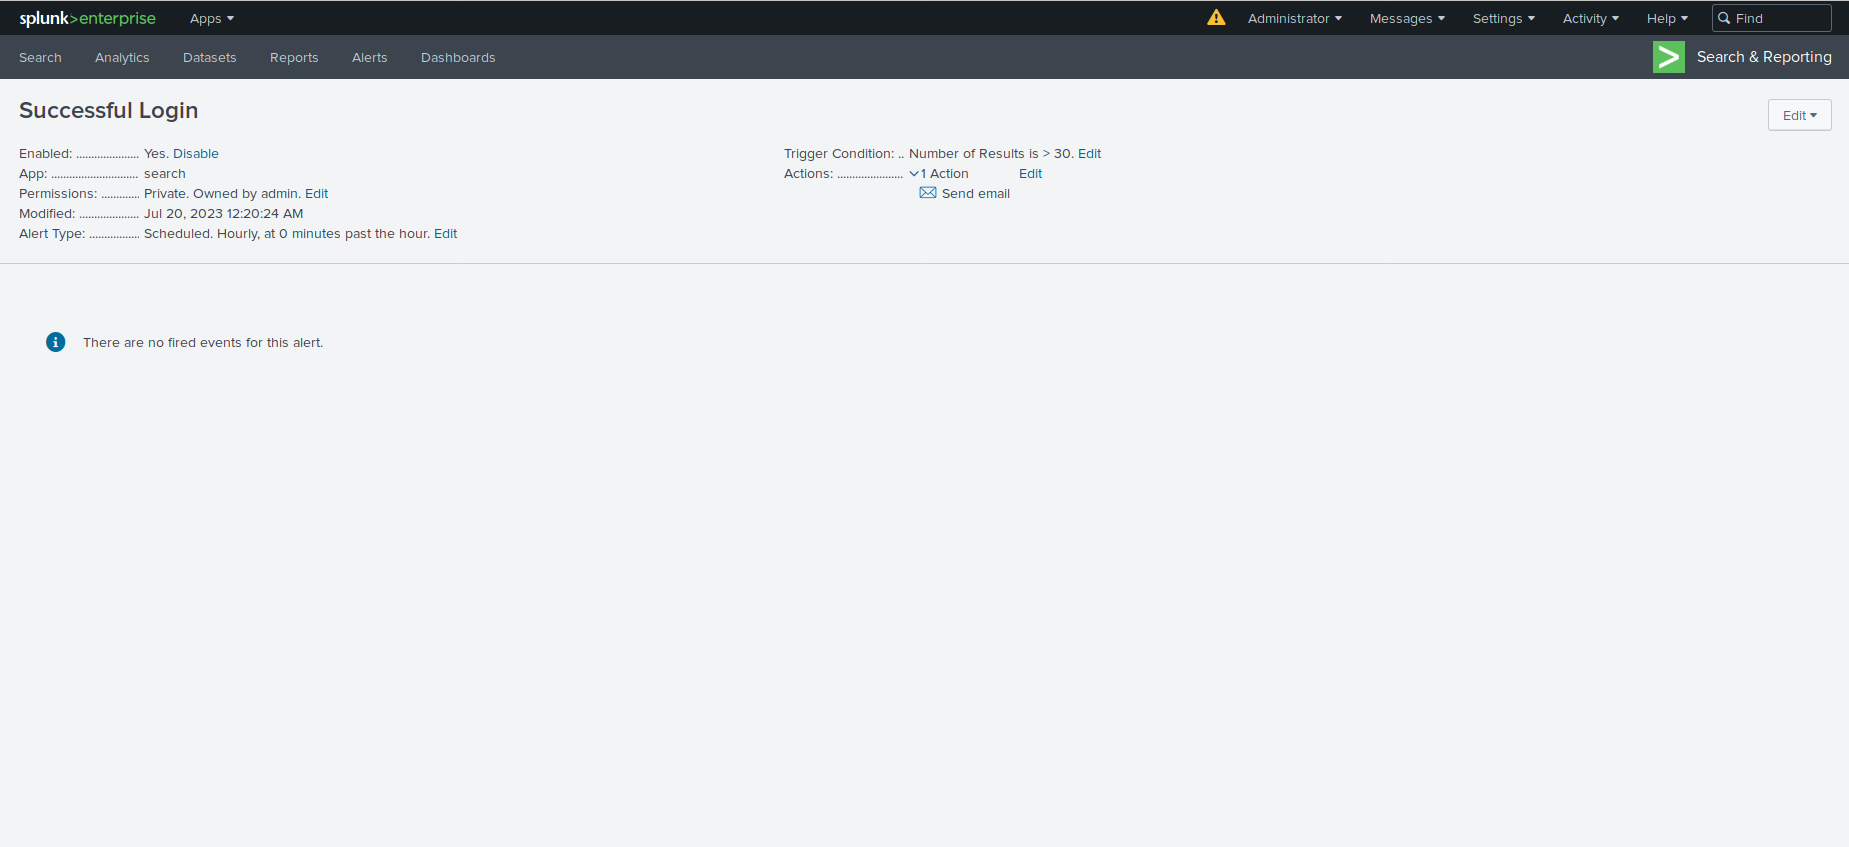 splunk>enterprise Apps Administrator Messages Settings Activity Help Find
Search Analytics Datasets Reports Alerts Dashboards Search & Reporting
Successful Login
Edit
Enabled: ..................... Yes. Disable
App: ............................. search
Permissions: ............. Private. Owned by admin. Edit
Modified: .................... Jul 20, 2023 12:20:24 AM
Alert Type: ................. Scheduled. Hourly, at 0 minutes past the hour. Edit
Trigger Condition: .. Number of Results is > 30. Edit
Actions: ...................... 1 Action Edit
Send email
There are no fired events for this alert.